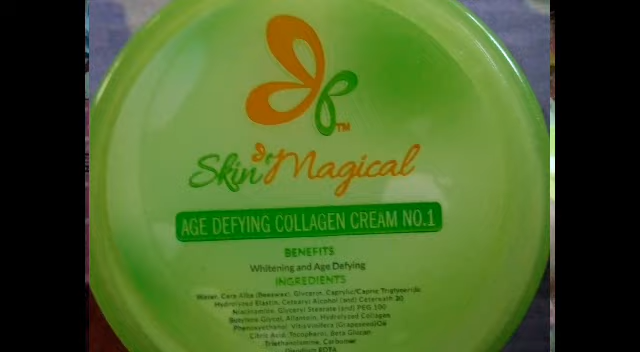 TM
Skin Magical
AGE DEFYING COLLAGEN CREAM NO.1
BENEFITS
Whitening and Age Defying
INGREDIENTS
Water, Cera Alba (Beeswax), Glycerin, Caprylic/Capric Triglyceride
Hydrolyzed Elastin, Cetearyl Alcohol (and) Ceteareth 20
Niacinamide, Glyceryl Stearate (and) PEG 100
Butylene Glycol, Allantoin, Hydrolyzed Collagen
Phenoxyethanol, Vitis Vinifera (Grapeseed) Oil
Citric Acid, Tocopherol, Beta Glucan
Triethanolamine, Carbomer
Disodium EDTA